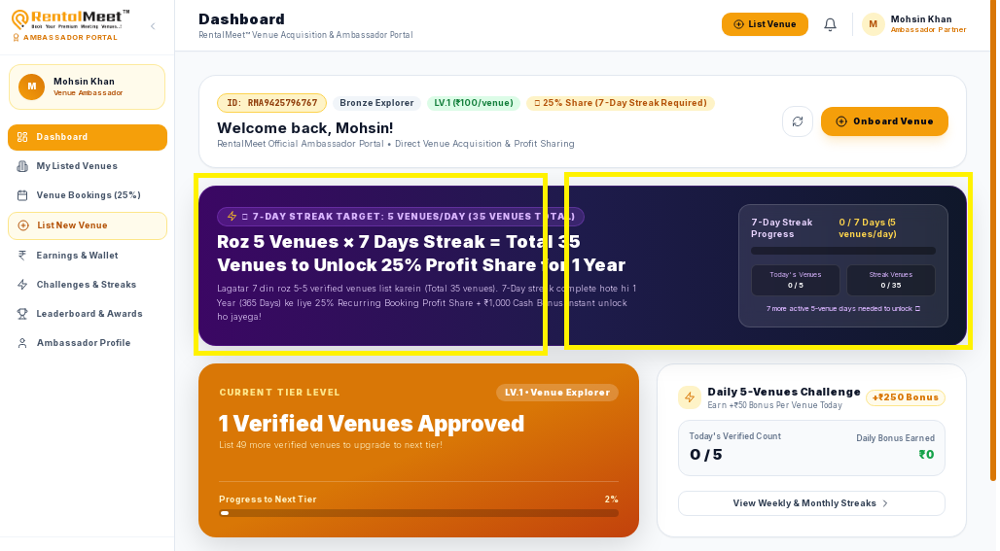 RentalMeet™
Book Your Premium Meeting Venues..!
AMBASSADOR PORTAL
M
Mohsin Khan
Venue Ambassador
Dashboard
My Listed Venues
Venue Bookings (25%)
List New Venue
Earnings & Wallet
Challenges & Streaks
Leaderboard & Awards
Ambassador Profile
Dashboard
RentalMeet™ Venue Acquisition & Ambassador Portal
List Venue
M
Mohsin Khan
Ambassador Partner
ID: RMA9425796767
Bronze Explorer
LV.1 (₹100/venue)
25% Share (7-Day Streak Required)
Welcome back, Mohsin!
RentalMeet Official Ambassador Portal • Direct Venue Acquisition & Profit Sharing
Onboard Venue
7-DAY STREAK TARGET: 5 VENUES/DAY (35 VENUES TOTAL)
Roz 5 Venues × 7 Days Streak = Total 35
Venues to Unlock 25% Profit Share for 1 Year
Lagatar 7 din roz 5-5 verified venues list karein (Total 35 venues). 7-Day streak complete hote hi 1
Year (365 Days) ke liye 25% Recurring Booking Profit Share + ₹1,000 Cash Bonus instant unlock
ho jayega!
7-Day Streak
Progress
0 / 7 Days (5
venues/day)
Today's Venues
0 / 5
Streak Venues
0 / 35
7 more active 5-venue days needed to unlock
CURRENT TIER LEVEL
LV.1 • Venue Explorer
1 Verified Venues Approved
List 49 more verified venues to upgrade to next tier!
Progress to Next Tier
2%
Daily 5-Venues Challenge
Earn +₹50 Bonus Per Venue Today
+₹250 Bonus
Today's Verified Count
0 / 5
Daily Bonus Earned
₹0
View Weekly & Monthly Streaks